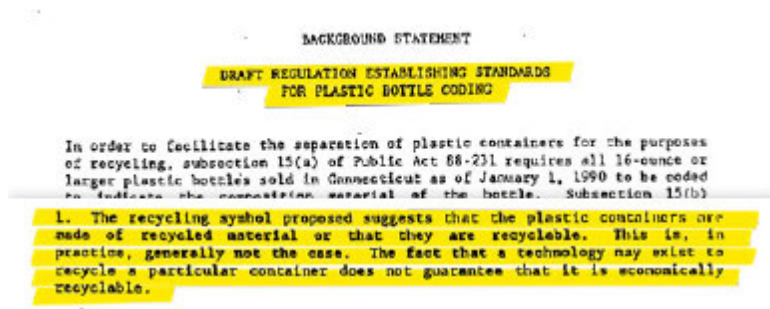 BACKGROUND STATEMENT
DRAFT REGULATION ESTABLISHING STANDARDS
FOR PLASTIC BOTTLE CODING
In order to facilitate the separation of plastic containers for the purposes
of recycling, subsection 15(a) of Public Act 88-231 requires all 16-ounce or
larger plastic bottles sold in Connecticut as of January 1, 1990 to be coded
to indicate the composition material of the bottle. Subsection 15(b)
1. The recycling symbol proposed suggests that the plastic containers are
made of recycled material or that they are recyclable. This is, in
practice, generally not the case. The fact that a technology may exist to
recycle a particular container does not guarantee that it is economically
recyclable.